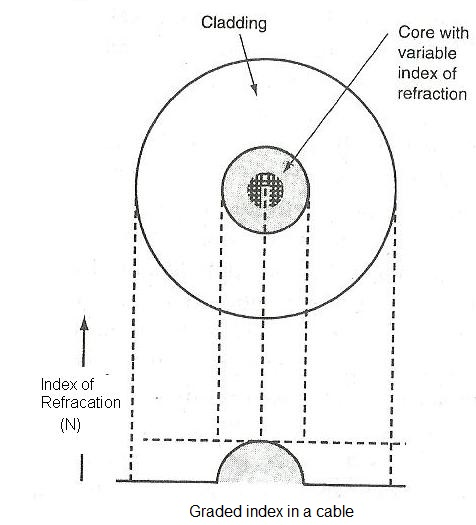 Cladding
Core with
variable
index of
refraction
Index of
Refracation
(N)
Graded index in a cable